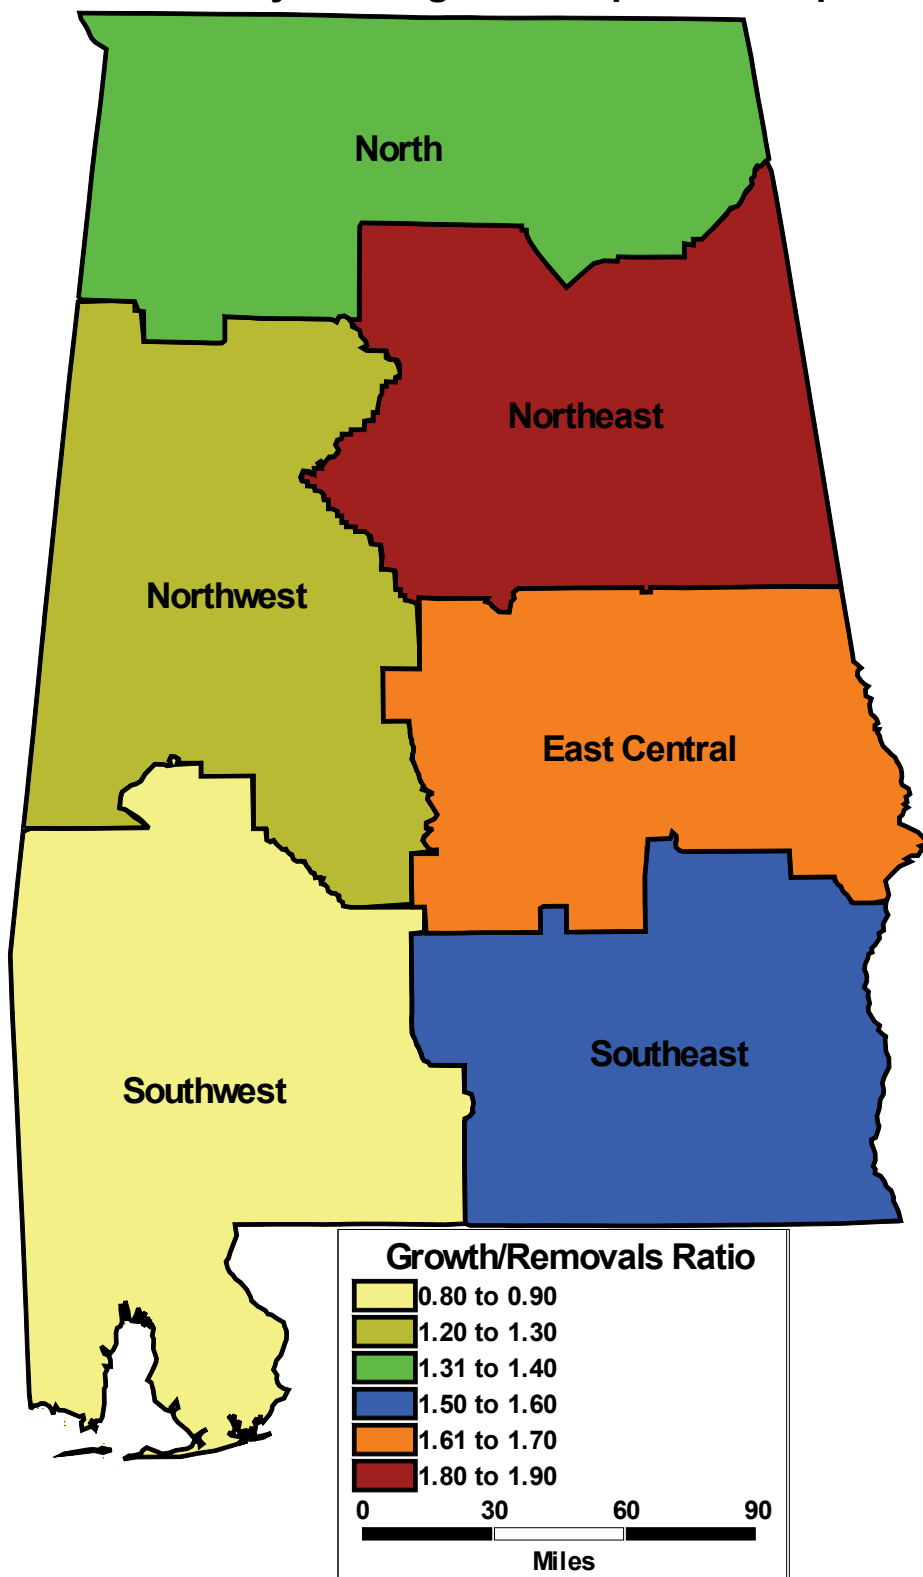 North
Northeast
Northwest
East Central
Southeast
Southwest
Growth/Removals Ratio
0.80 to 0.90
1.20 to 1.30
1.31 to 1.40
1.50 to 1.60
1.61 to 1.70
1.80 to 1.90
0 30 60 90
Miles